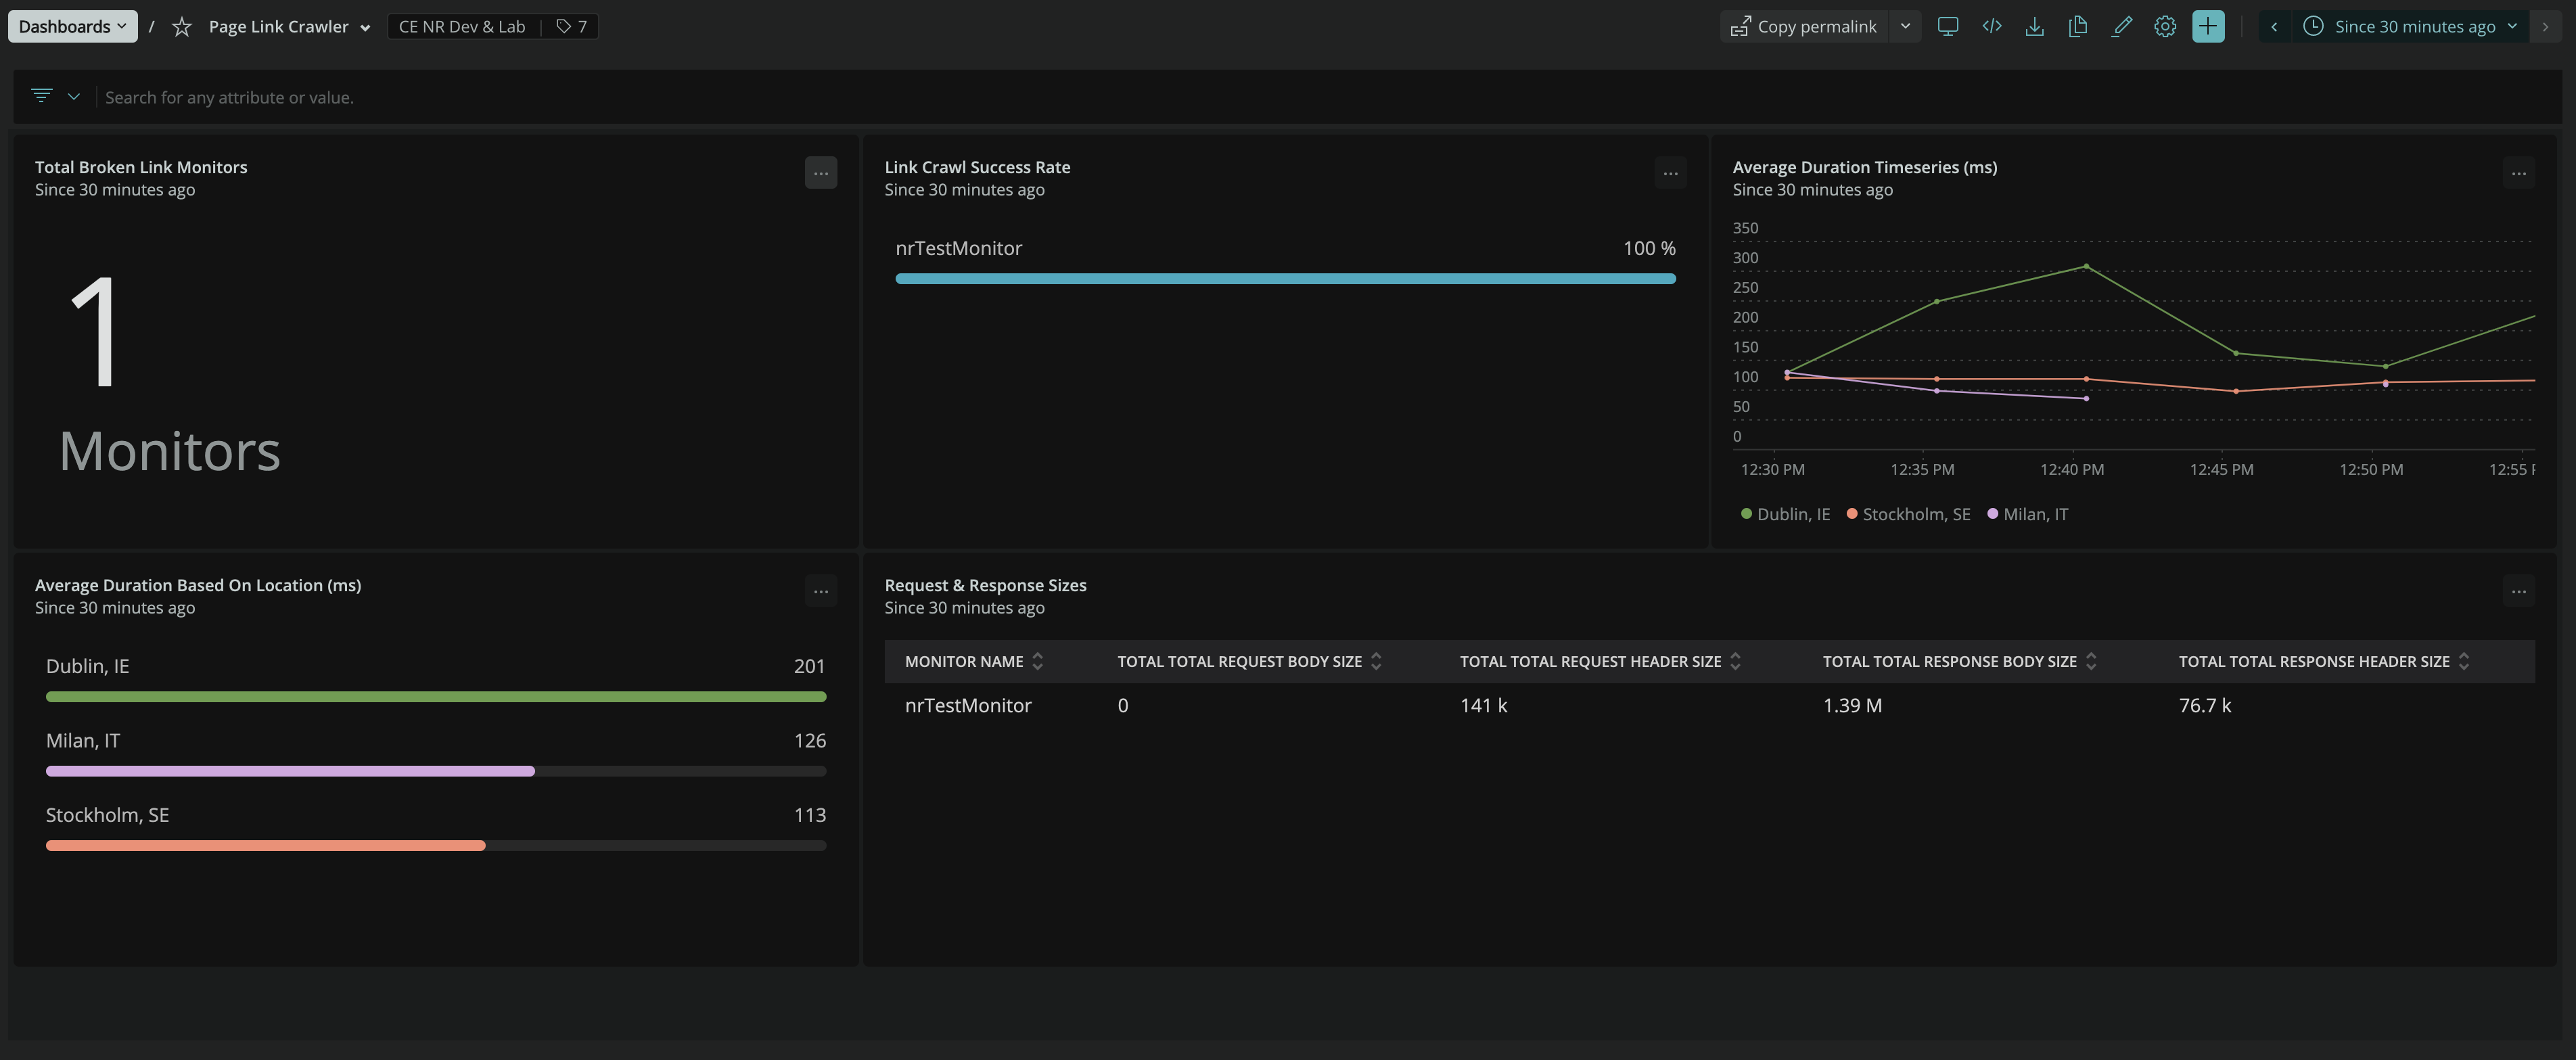 Dashboards / Page Link Crawler CE NR Dev & Lab | 7 Copy permalink Since 30 minutes ago
Search for any attribute or value.
Total Broken Link Monitors
Since 30 minutes ago
1
Monitors
Link Crawl Success Rate
Since 30 minutes ago
nrTestMonitor 100 %
Average Duration Timeseries (ms)
Since 30 minutes ago
350
300
250
200
150
100
50
0
12:30 PM 12:35 PM 12:40 PM 12:45 PM 12:50 PM 12:55
Dublin, IE Stockholm, SE Milan, IT
Average Duration Based On Location (ms)
Since 30 minutes ago
Dublin, IE 201
Milan, IT 126
Stockholm, SE 113
Request & Response Sizes
Since 30 minutes ago
MONITOR NAME TOTAL TOTAL REQUEST BODY SIZE TOTAL TOTAL REQUEST HEADER SIZE TOTAL TOTAL RESPONSE BODY SIZE TOTAL TOTAL RESPONSE HEADER SIZE
nrTestMonitor 0 141 k 1.39 M 76.7 k